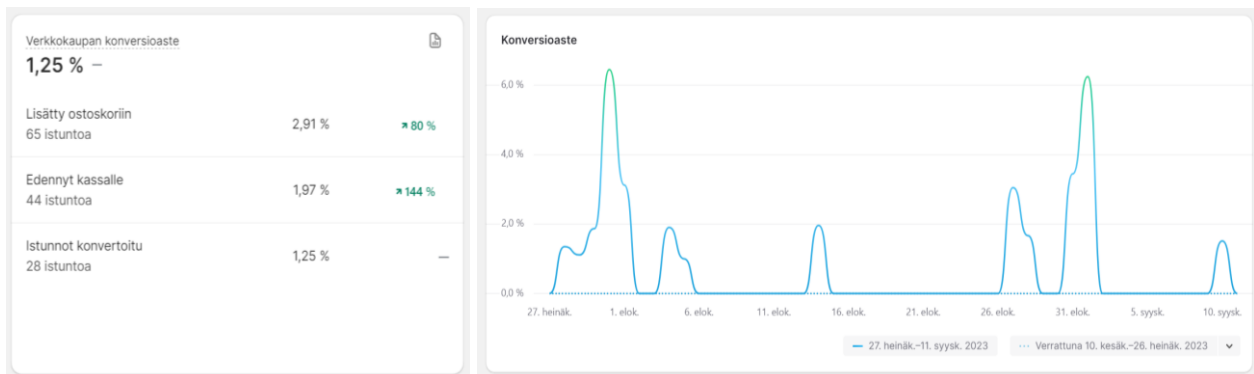 Verkkokaupan konversioaste
1,25 % –
Lisätty ostoskoriin
65 istuntoa
2,91 %
80 %
Edennyt kassalle
44 istuntoa
1,97 %
144 %
Istunnot konvertoitu
28 istuntoa
1,25 %
—
Konversioaste
6,0 %
4,0 %
2,0 %
0,0 %
27. heinäk. 1. elok. 6. elok. 11. elok. 16. elok. 21. elok. 26. elok. 31. elok. 5. syysk. 10. syysk.
27. heinäk.–11. syysk. 2023 Verrattuna 10. kesäk.–26. heinäk. 2023